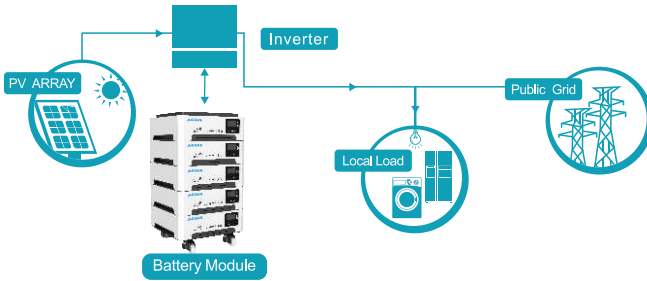 Inverter
PV ARRAY
Public Grid
Local Load
Battery Module